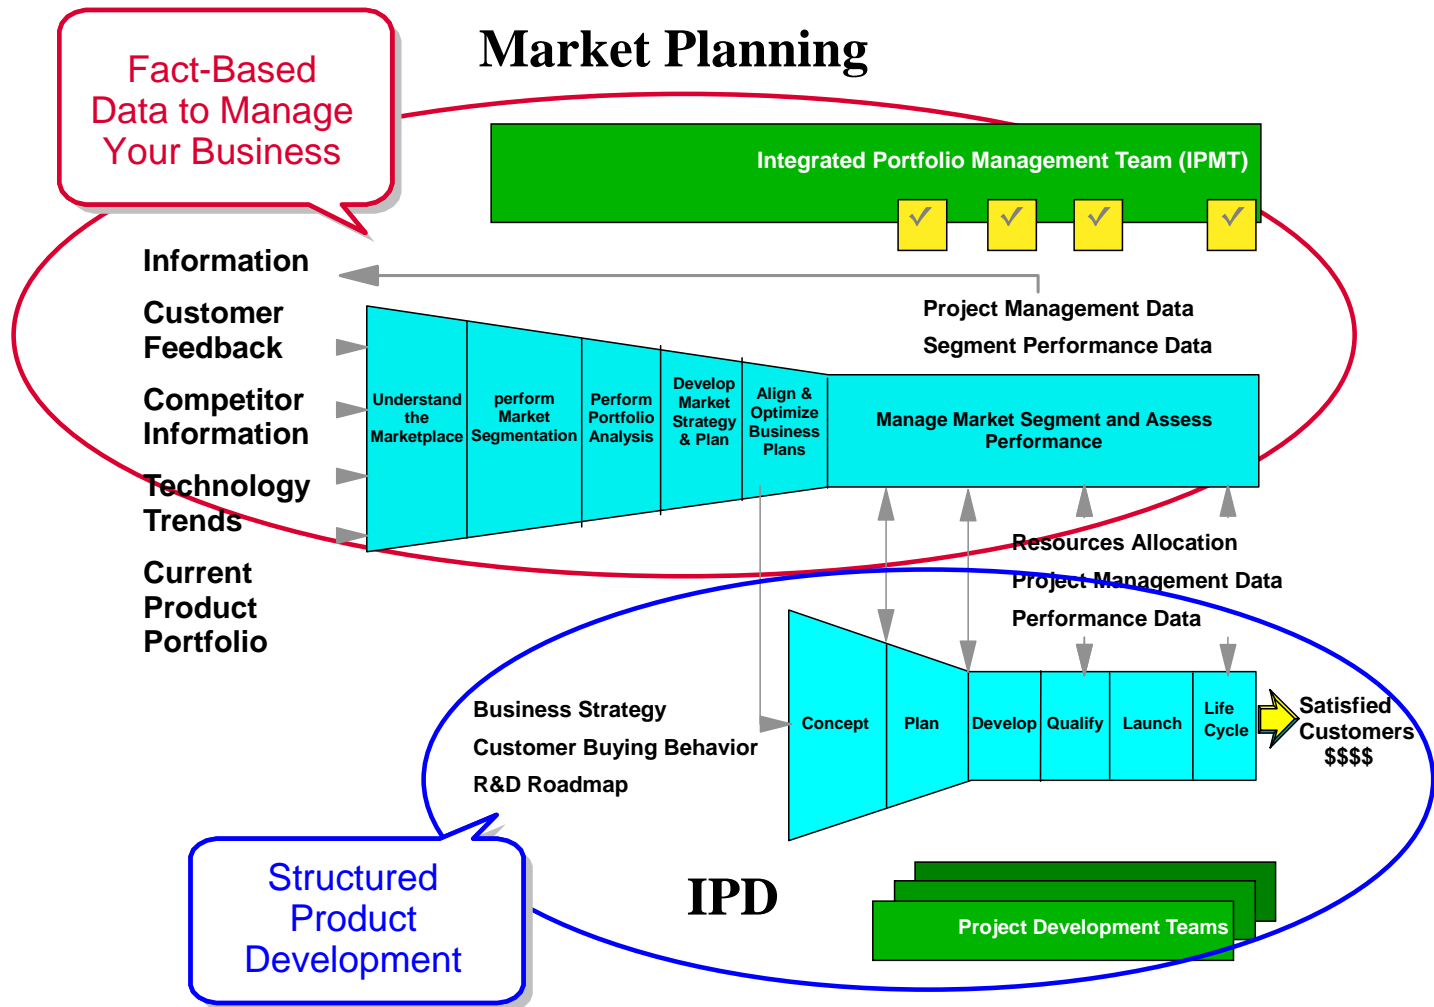 Market Planning
Fact-Based
Data to Manage
Your Business
Integrated Portfolio Management Team (IPMT)
Information
Customer
Feedback
Competitor
Information
Technology
Trends
Current
Product
Portfolio
Project Management Data
Segment Performance Data
Understand
the
Marketplace
perform
Market
Segmentation
Perform
Portfolio
Analysis
Develop
Market
Strategy
& Plan
Align &
Optimize
Business
Plans
Manage Market Segment and Assess
Performance
Resources Allocation
Project Management Data
Performance Data
Business Strategy
Customer Buying Behavior
R&D Roadmap
Concept
Plan
Develop
Qualify
Launch
Life
Cycle
Satisfied
Customers
$$$$
Structured
Product
Development
IPD
Project Development Teams